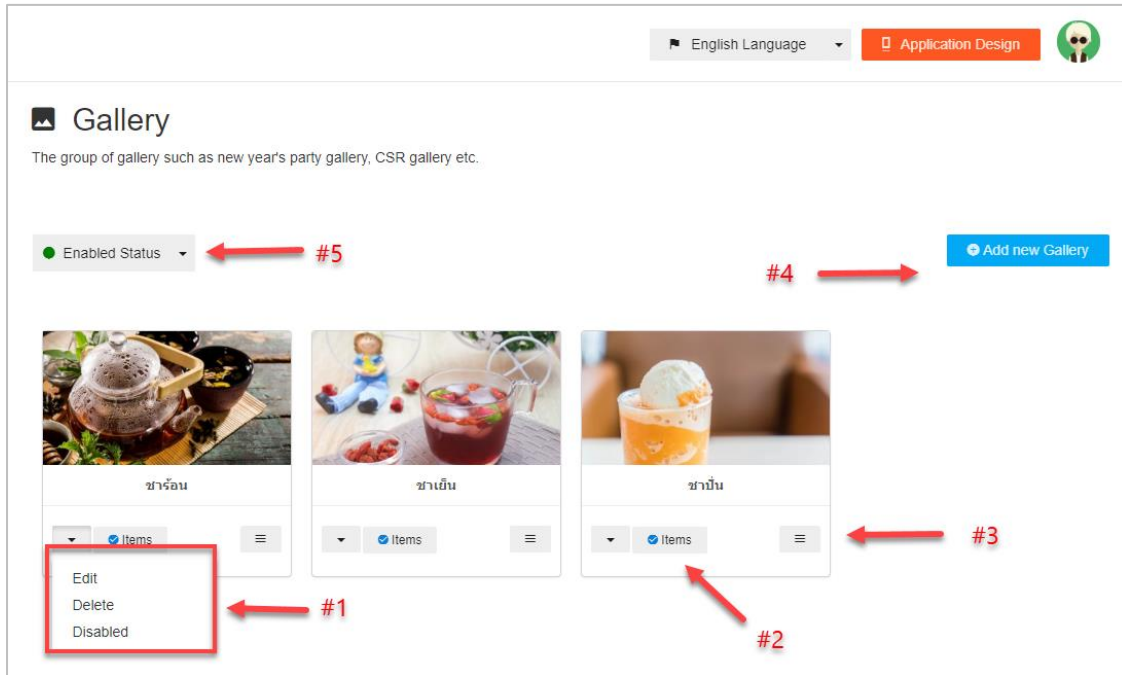 English Language
Application Design
Gallery
The group of gallery such as new year's party gallery, CSR gallery etc.
Enabled Status
#5
Add new Gallery
#4
ชาร้อน
ชาเย็น
ชาปั่น
Items
Items
Items
#3
Edit
Delete
Disabled
#1
#2